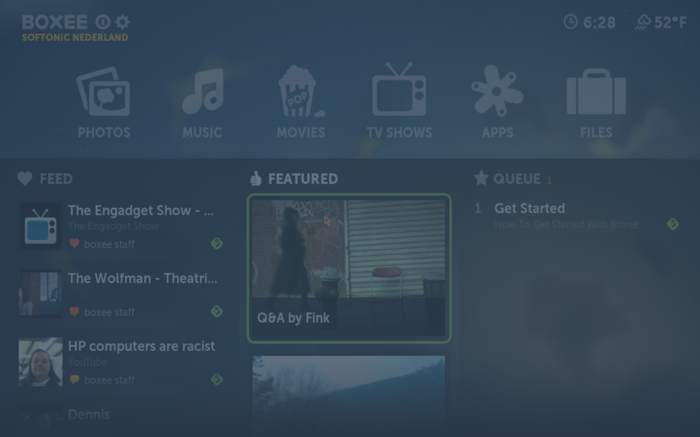 BOXEE
SOFTONIC NEDERLAND
6:28
52°F
PHOTOS
MUSIC
POP
MOVIES
TV SHOWS
APPS
FILES
FEED
The Engadget Show - ...
The Engadget Show
boxee staff
The Wolfman - Theatri...
boxee staff
HP computers are racist
YouTube
boxee staff
Dennis
FEATURED
Q&A by Fink
QUEUE 1
1 Get Started
How To Get Started With Boxee